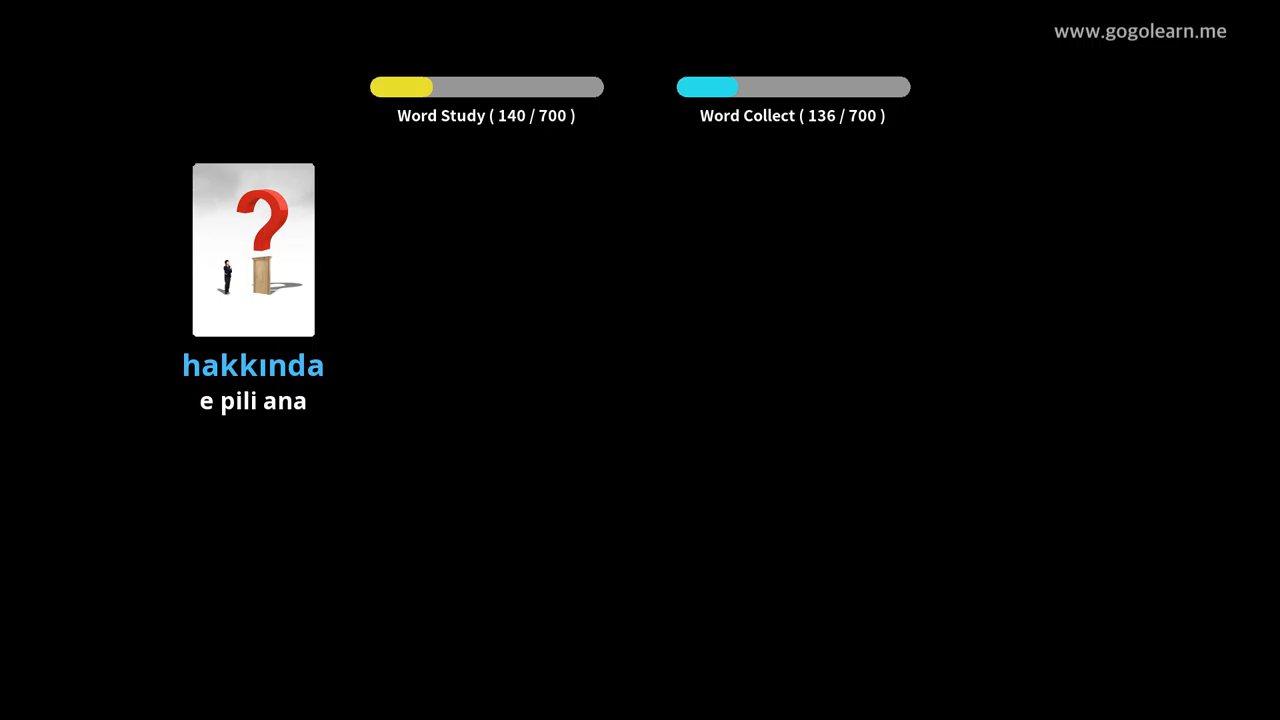 www.gogolearn.me
Word Study ( 140 / 700 )
Word Collect ( 136 / 700 )
?
hakkında
e pili ana